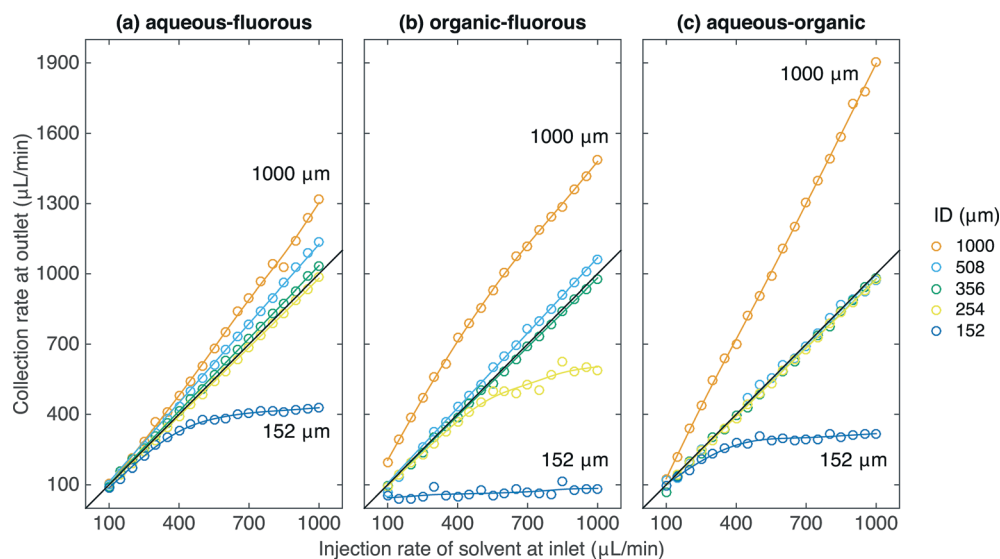 (a) aqueous-fluorous
(b) organic-fluorous
(c) aqueous-organic
Collection rate at outlet (μL/min)
1900
1600
1300
1000
700
400
100
1000 μm
152 μm
1000 μm
152 μm
1000 μm
152 μm
100 400 700 1000
100 400 700 1000
100 400 700 1000
Injection rate of solvent at inlet (μL/min)
ID (μm)
1000
508
356
254
152